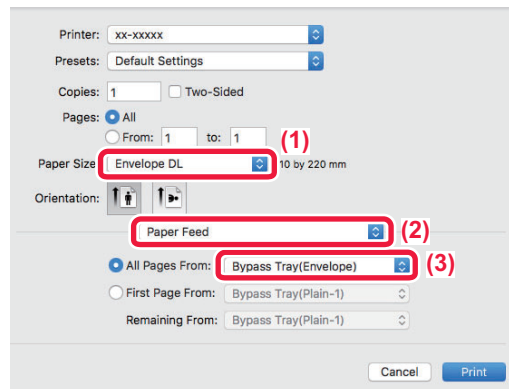 Printer: xx-xxxxx
Presets: Default Settings
Copies: 1 Two-Sided
Pages: All
From: 1 to: 1
(1)
Paper Size Envelope DL 10 by 220 mm
Orientation:
Paper Feed (2)
All Pages From: Bypass Tray(Envelope) (3)
First Page From: Bypass Tray(Plain-1)
Remaining From: Bypass Tray(Plain-1)
Cancel Print